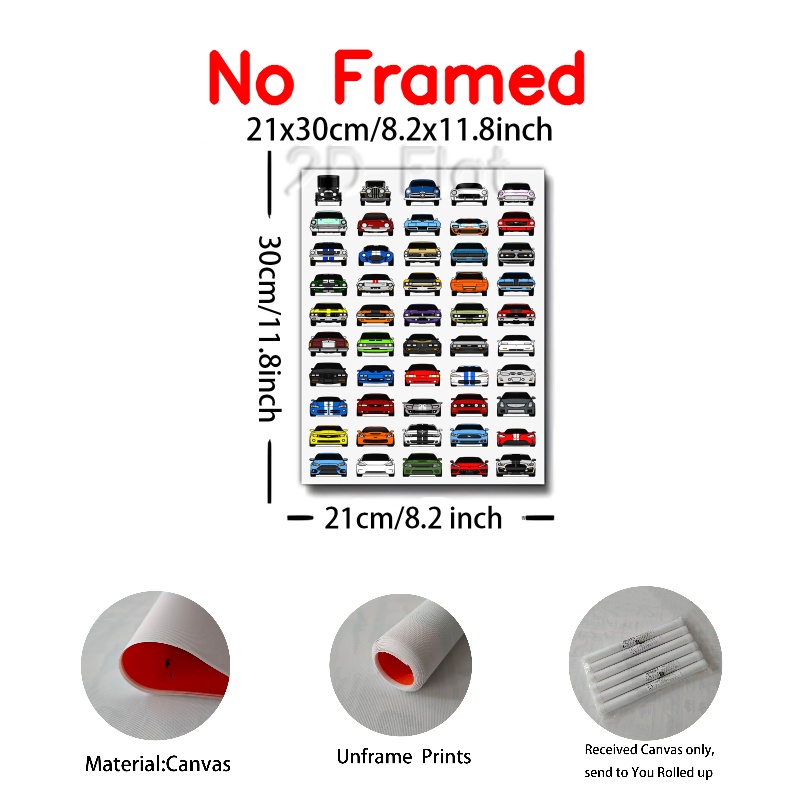 No Framed
21x30cm/8.2x11.8inch
2D Flat
30cm/11.8inch
21cm/8.2 inch
Material:Canvas
Unframe Prints
Received Canvas only,
send to You Rolled up